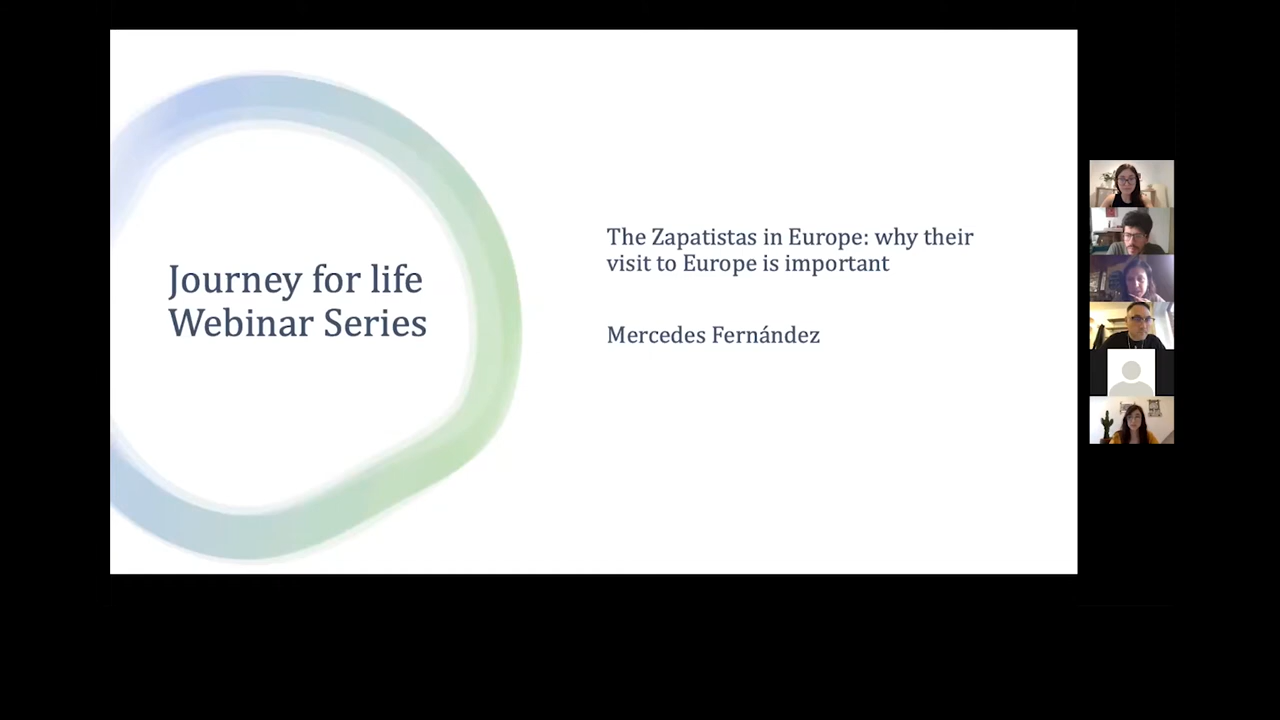 Journey for life
Webinar Series
The Zapatistas in Europe: why their
visit to Europe is important
Mercedes Fernández